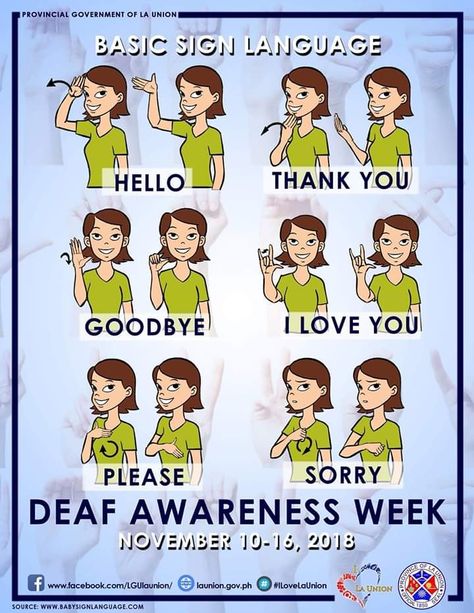 PROVINCIAL GOVERNMENT OF LA UNION
BASIC SIGN LANGUAGE
HELLO
THANK YOU
GOODBYE
I LOVE YOU
PLEASE
SORRY
DEAF AWARENESS WEEK
NOVEMBER 10-16, 2018
www.facebook.com/LGUlaunion/
launion.gov.ph
#ILoveLaUnion
LA UNION
PROVINCE OF LA UNION
SOURCE: WWW.BABYSIGNLANGUAGE.COM